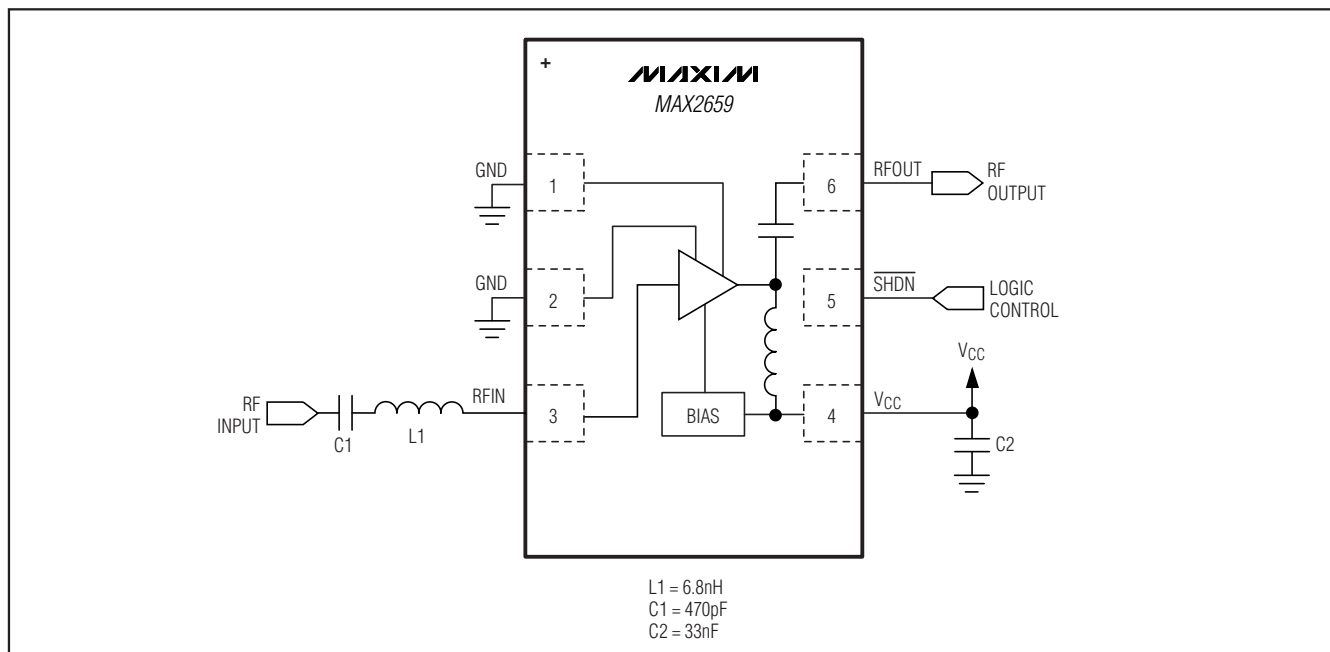 +
MAXIM
MAX2659
GND
1
6
RFOUT
RF
OUTPUT
GND
2
5
SHDN
LOGIC
CONTROL
RF
INPUT
C1
L1
RFIN
3
BIAS
4
VCC
VCC
C2
L1 = 6.8nH
C1 = 470pF
C2 = 33nF